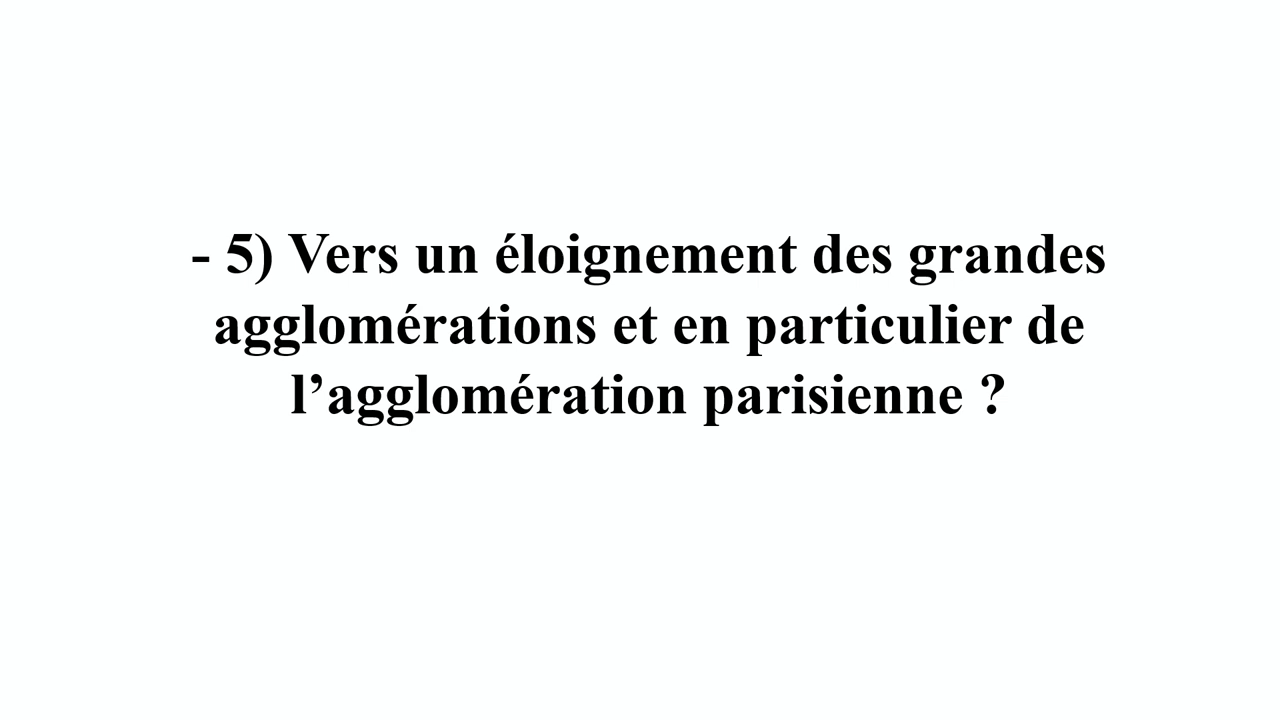 - 5) Vers un éloignement des grandes
agglomérations et en particulier de
l’agglomération parisienne ?